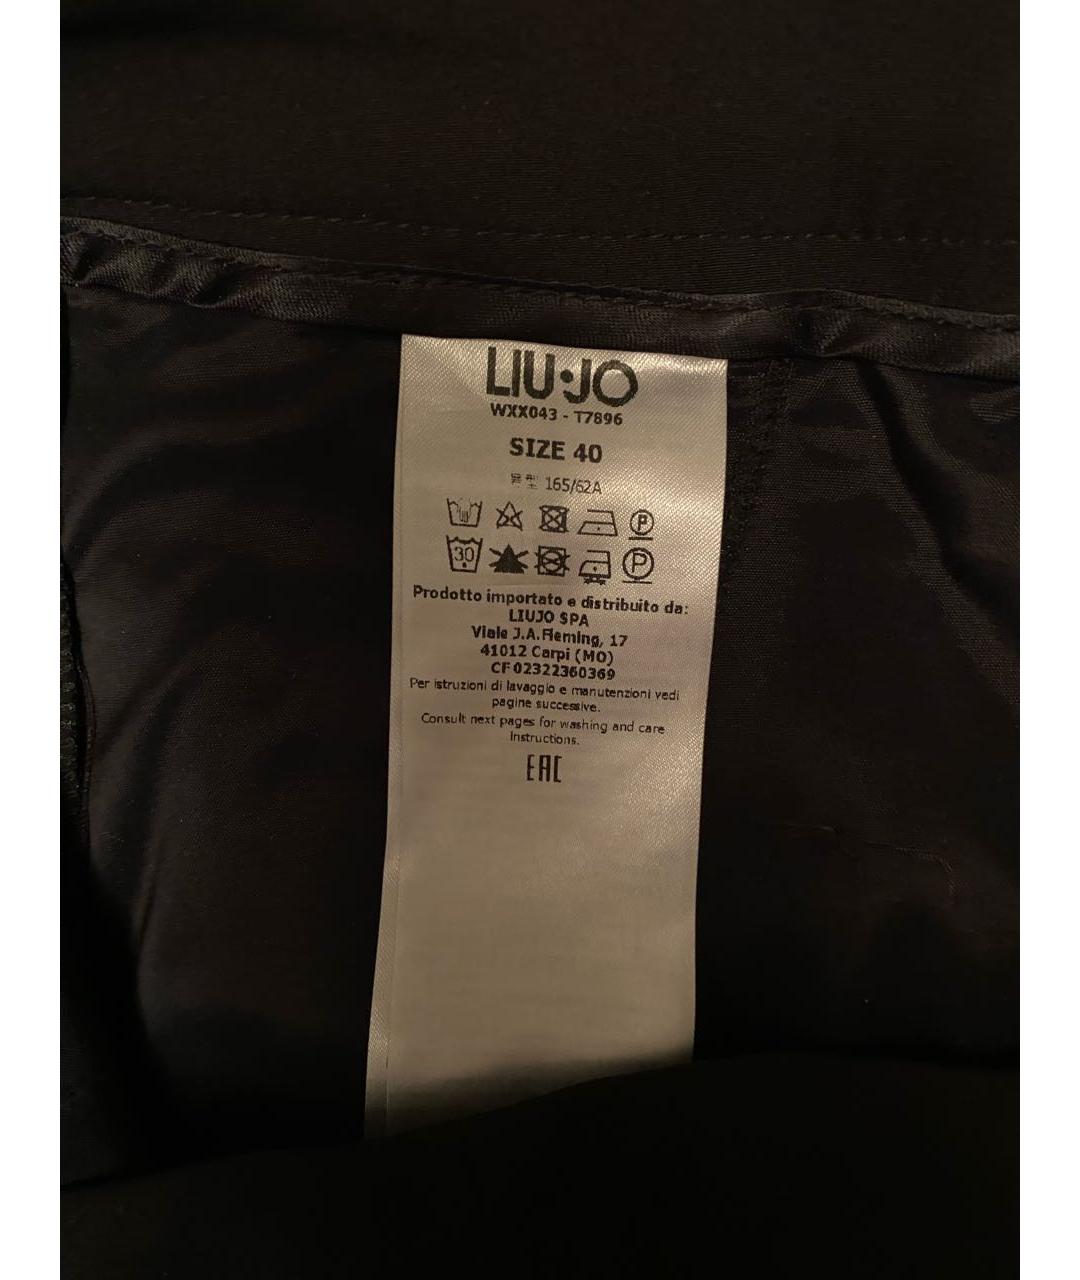 LIU·JO
WXX043 - T7896
SIZE 40
号型 165/62A
30
P
P
Prodotto importato e distribuito da:
LIUJO SPA
Viale J.A.Fleming, 17
41012 Carpi (MO)
CF 02322360369
Per istruzioni di lavaggio e manutenzioni vedi
pagine successive.
Consult next pages for washing and care
instructions.
EAC